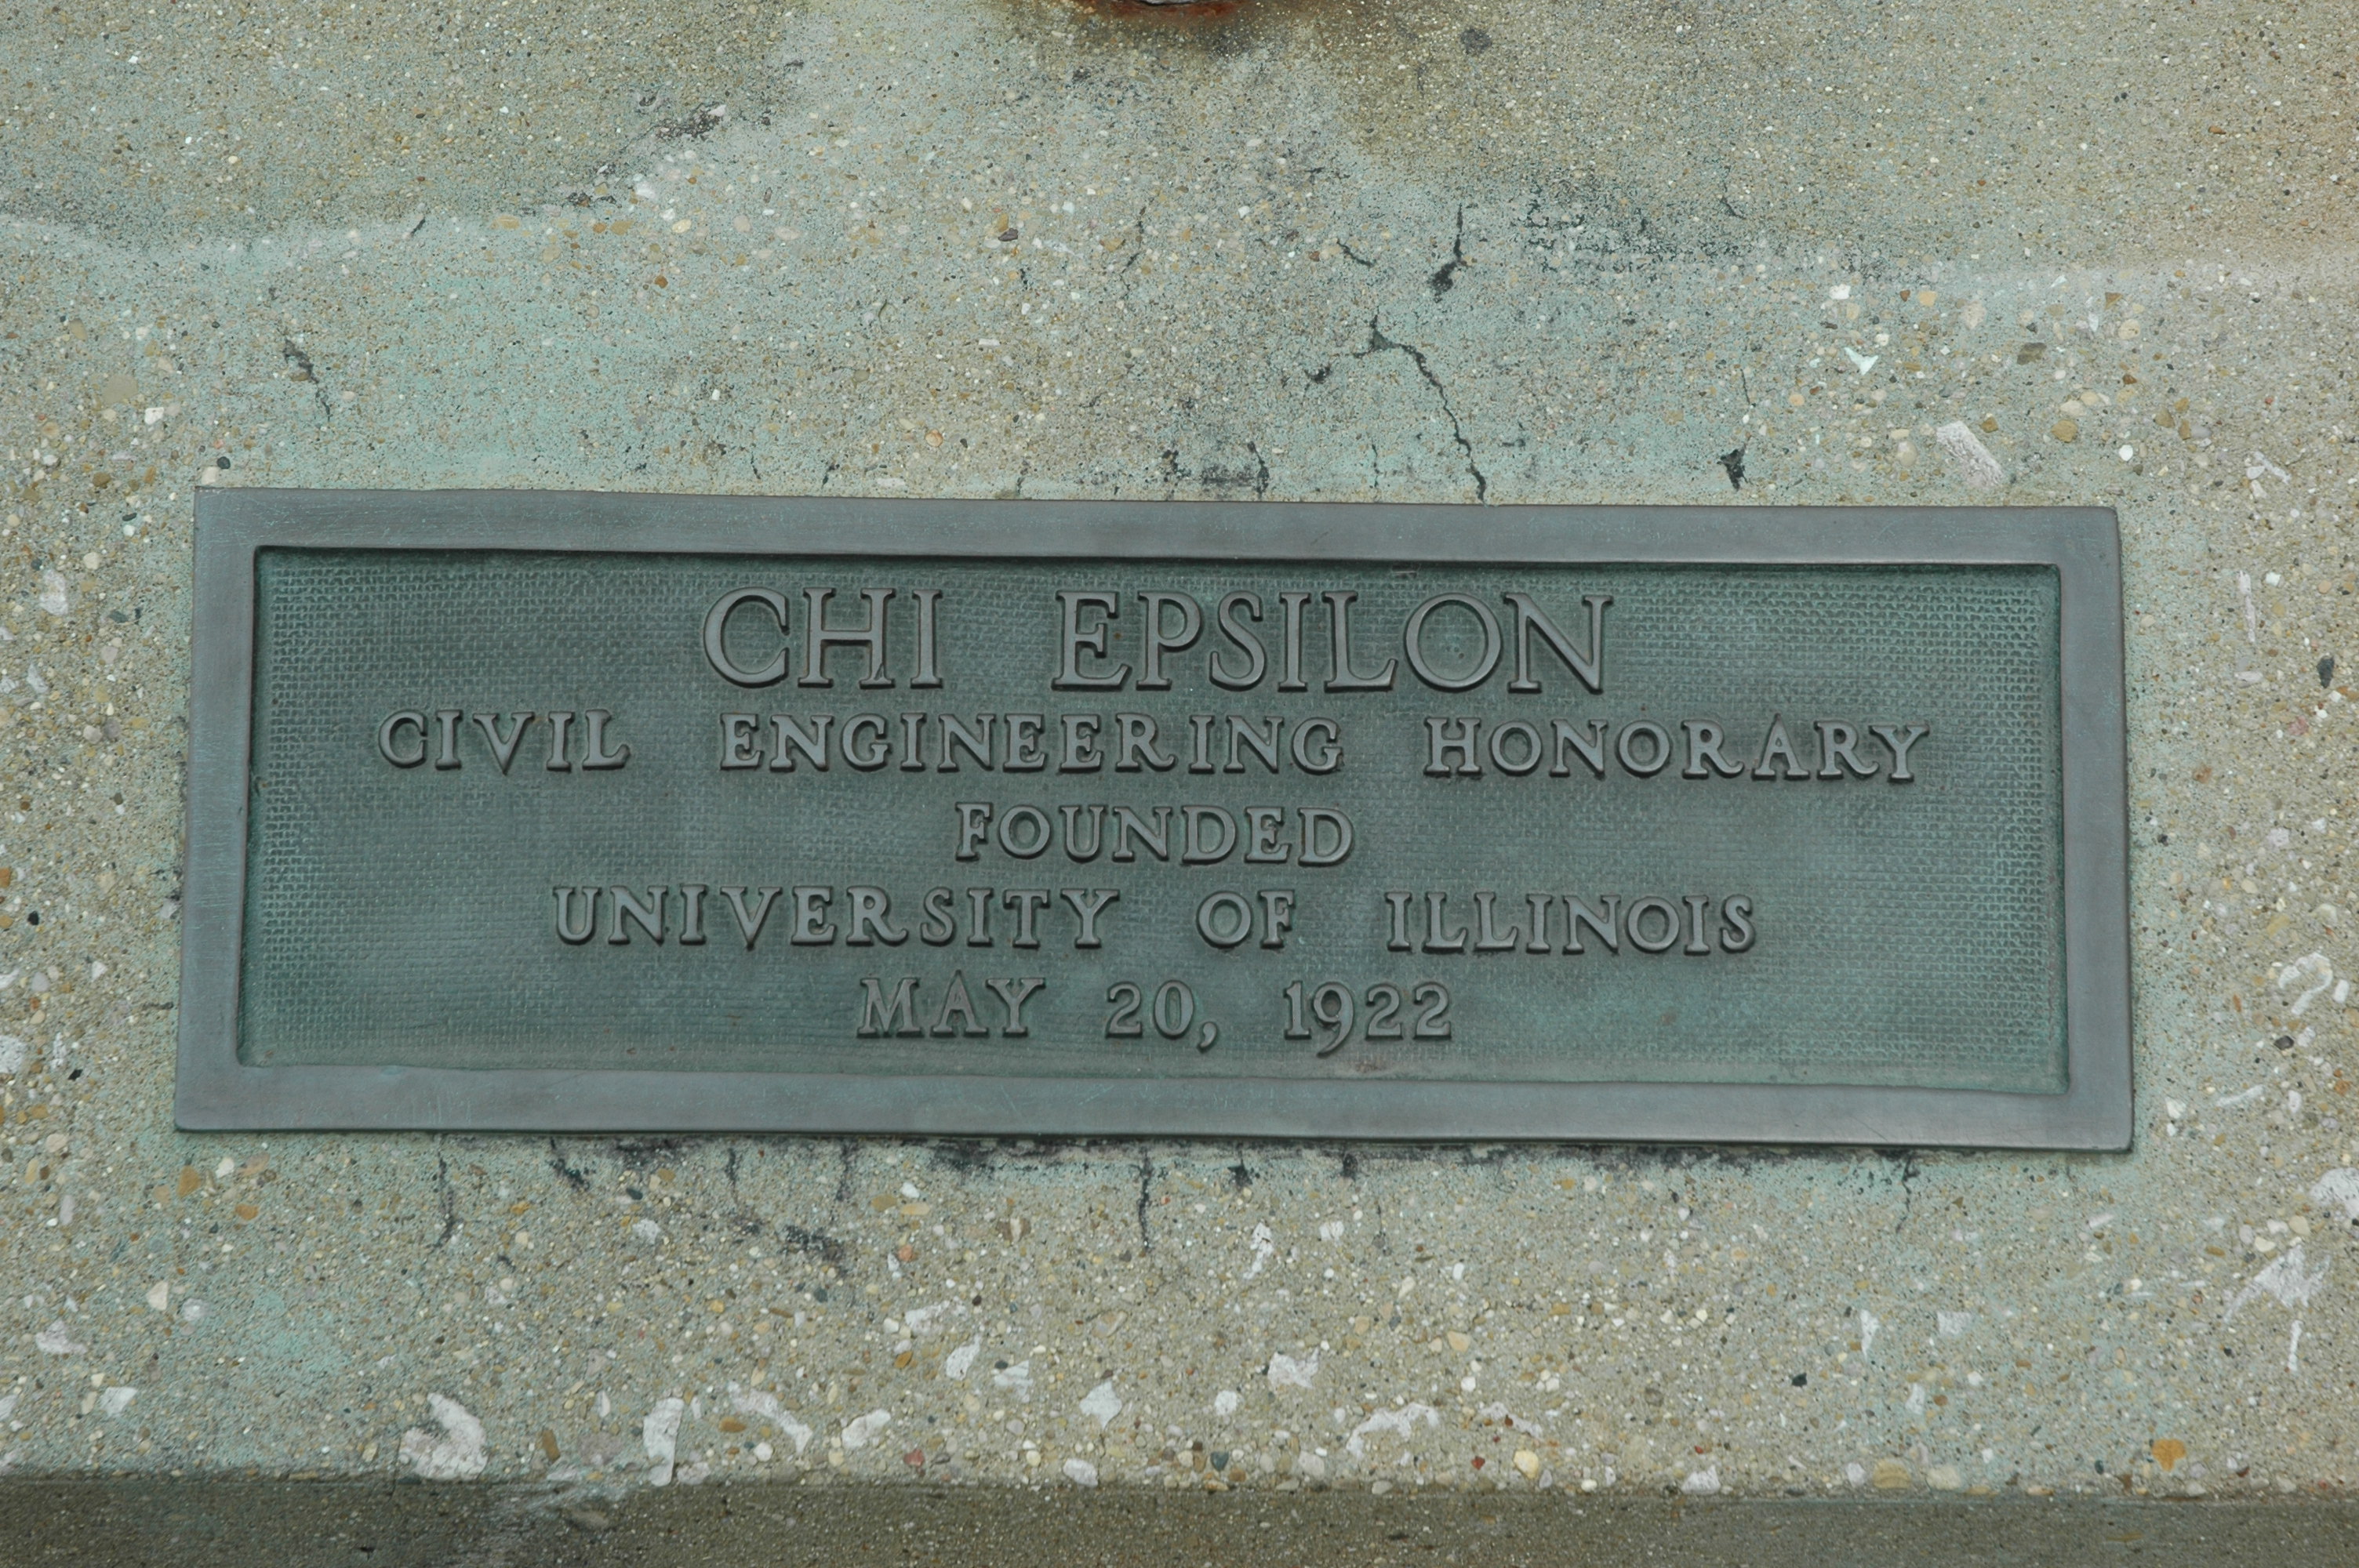 CHI EPSILON
CIVIL ENGINEERING HONORARY
FOUNDED
UNIVERSITY OF ILLINOIS
MAY 20, 1922